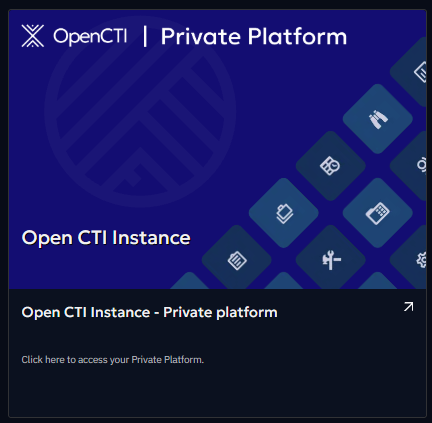 OpenCTI | Private Platform
Open CTI Instance
Open CTI Instance - Private platform
Click here to access your Private Platform.